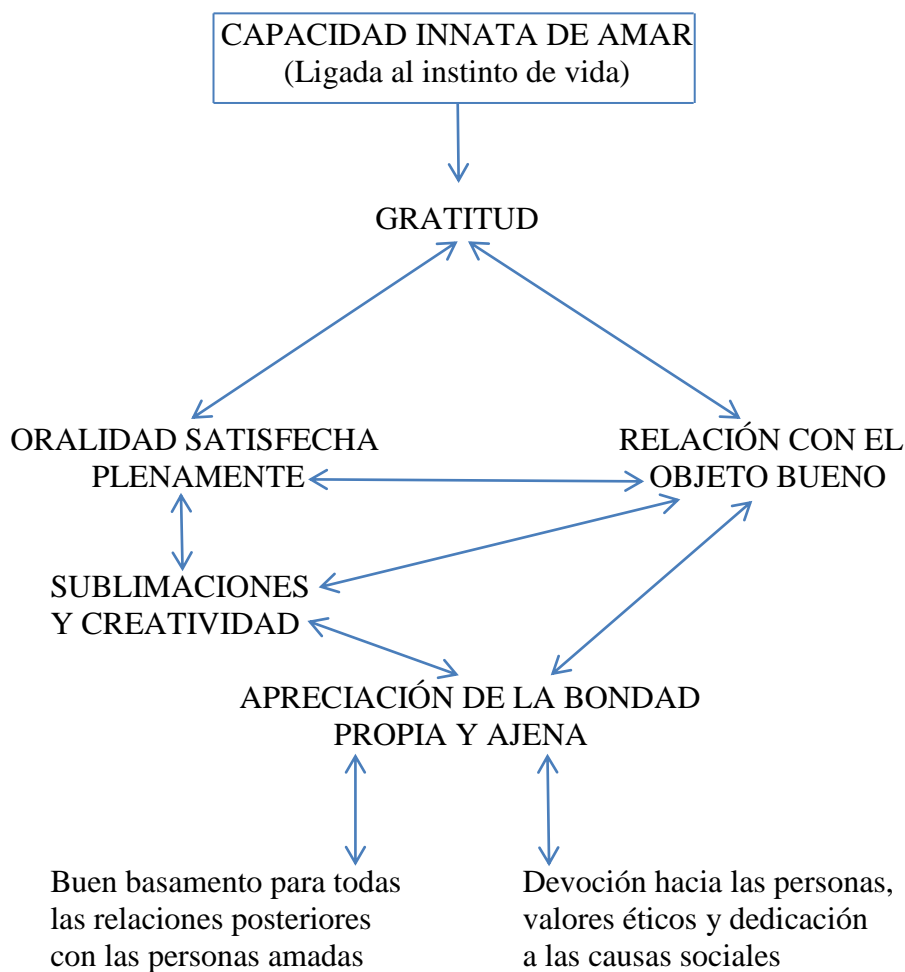 CAPACIDAD INNATA DE AMAR
(Ligada al instinto de vida)
GRATITUD
ORALIDAD SATISFECHA
PLENAMENTE
RELACIÓN CON EL
OBJETO BUENO
SUBLIMACIONES
Y CREATIVIDAD
APRECIACIÓN DE LA BONDAD
PROPIA Y AJENA
Buen basamento para todas
las relaciones posteriores
con las personas amadas
Devoción hacia las personas,
valores éticos y dedicación
a las causas sociales